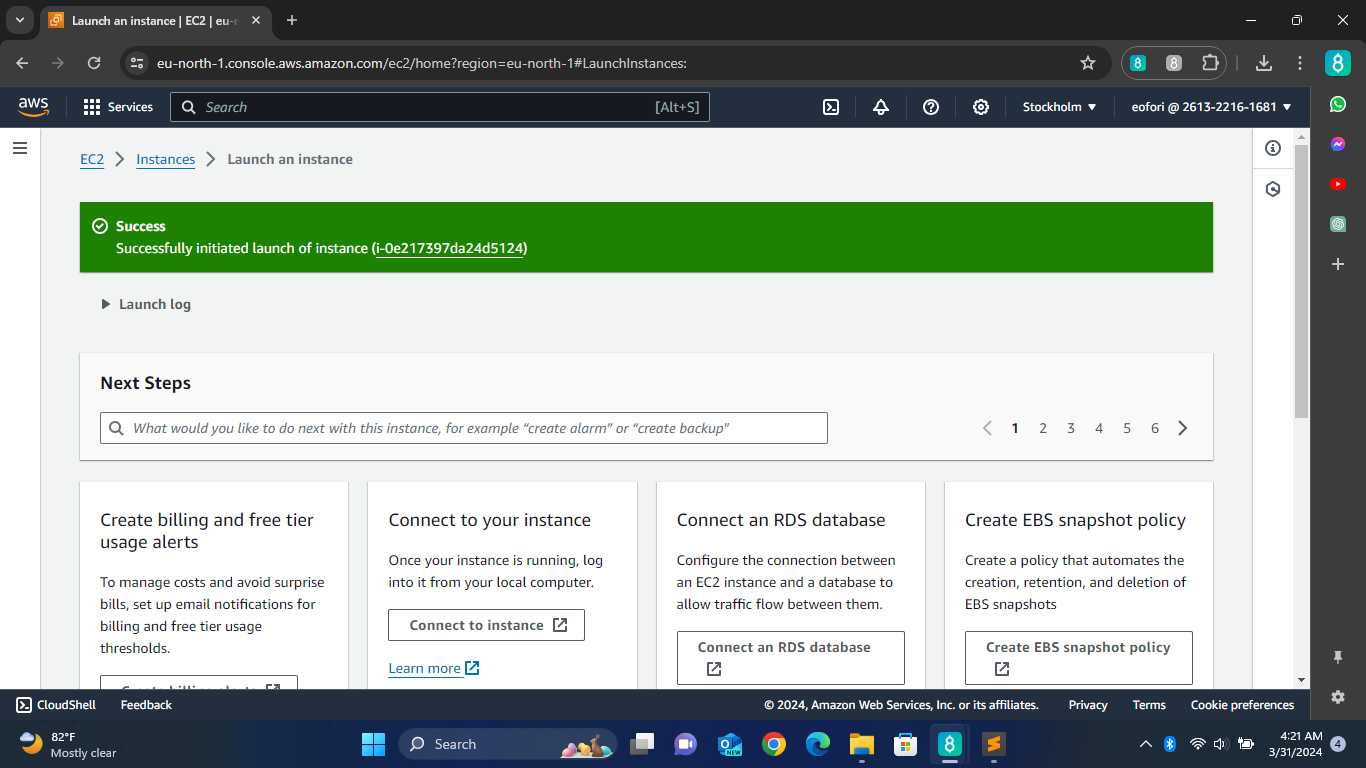 Launch an instance | EC2 | eu-n
eu-north-1.console.aws.amazon.com/ec2/home?region=eu-north-1#LaunchInstances:
aws
Services
Search
[Alt+S]
Stockholm
eofori @ 2613-2216-1681
EC2
Instances
Launch an instance
Success
Successfully initiated launch of instance (i-0e217397da24d5124)
Launch log
Next Steps
What would you like to do next with this instance, for example “create alarm” or “create backup”
1 2 3 4 5 6
Create billing and free tier
usage alerts
To manage costs and avoid surprise
bills, set up email notifications for
billing and free tier usage
thresholds.
Create billing alerts
Connect to your instance
Once your instance is running, log
into it from your local computer.
Connect to instance
Learn more
Connect an RDS database
Configure the connection between
an EC2 instance and a database to
allow traffic flow between them.
Connect an RDS database
Create EBS snapshot policy
Create a policy that automates the
creation, retention, and deletion of
EBS snapshots
Create EBS snapshot policy
CloudShell
Feedback
© 2024, Amazon Web Services, Inc. or its affiliates.
Privacy
Terms
Cookie preferences
82°F
Mostly clear
Search
NEW
4:21 AM
3/31/2024
4